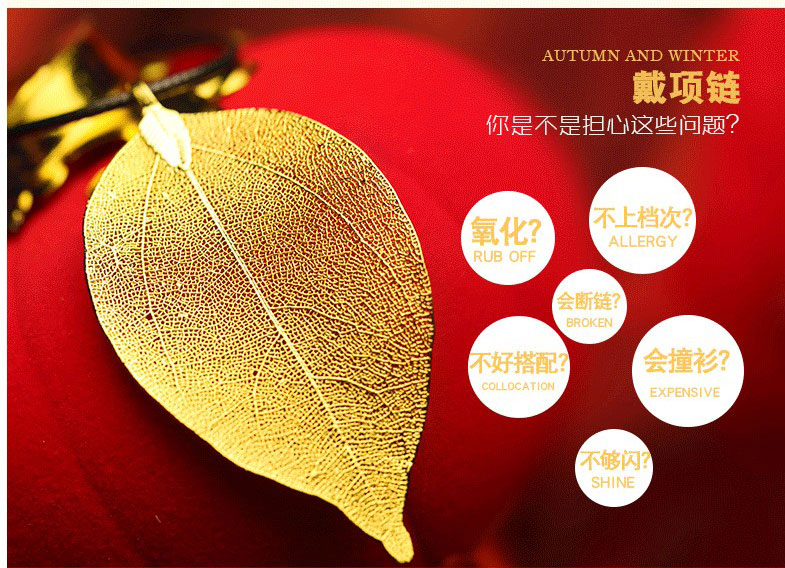 AUTUMN AND WINTER
戴项链
你是不是担心这些问题?
氧化?
RUB OFF
不上档次?
ALLERGY
会断链?
BROKEN
不好搭配?
COLLOCATION
会撞衫?
EXPENSIVE
不够闪?
SHINE